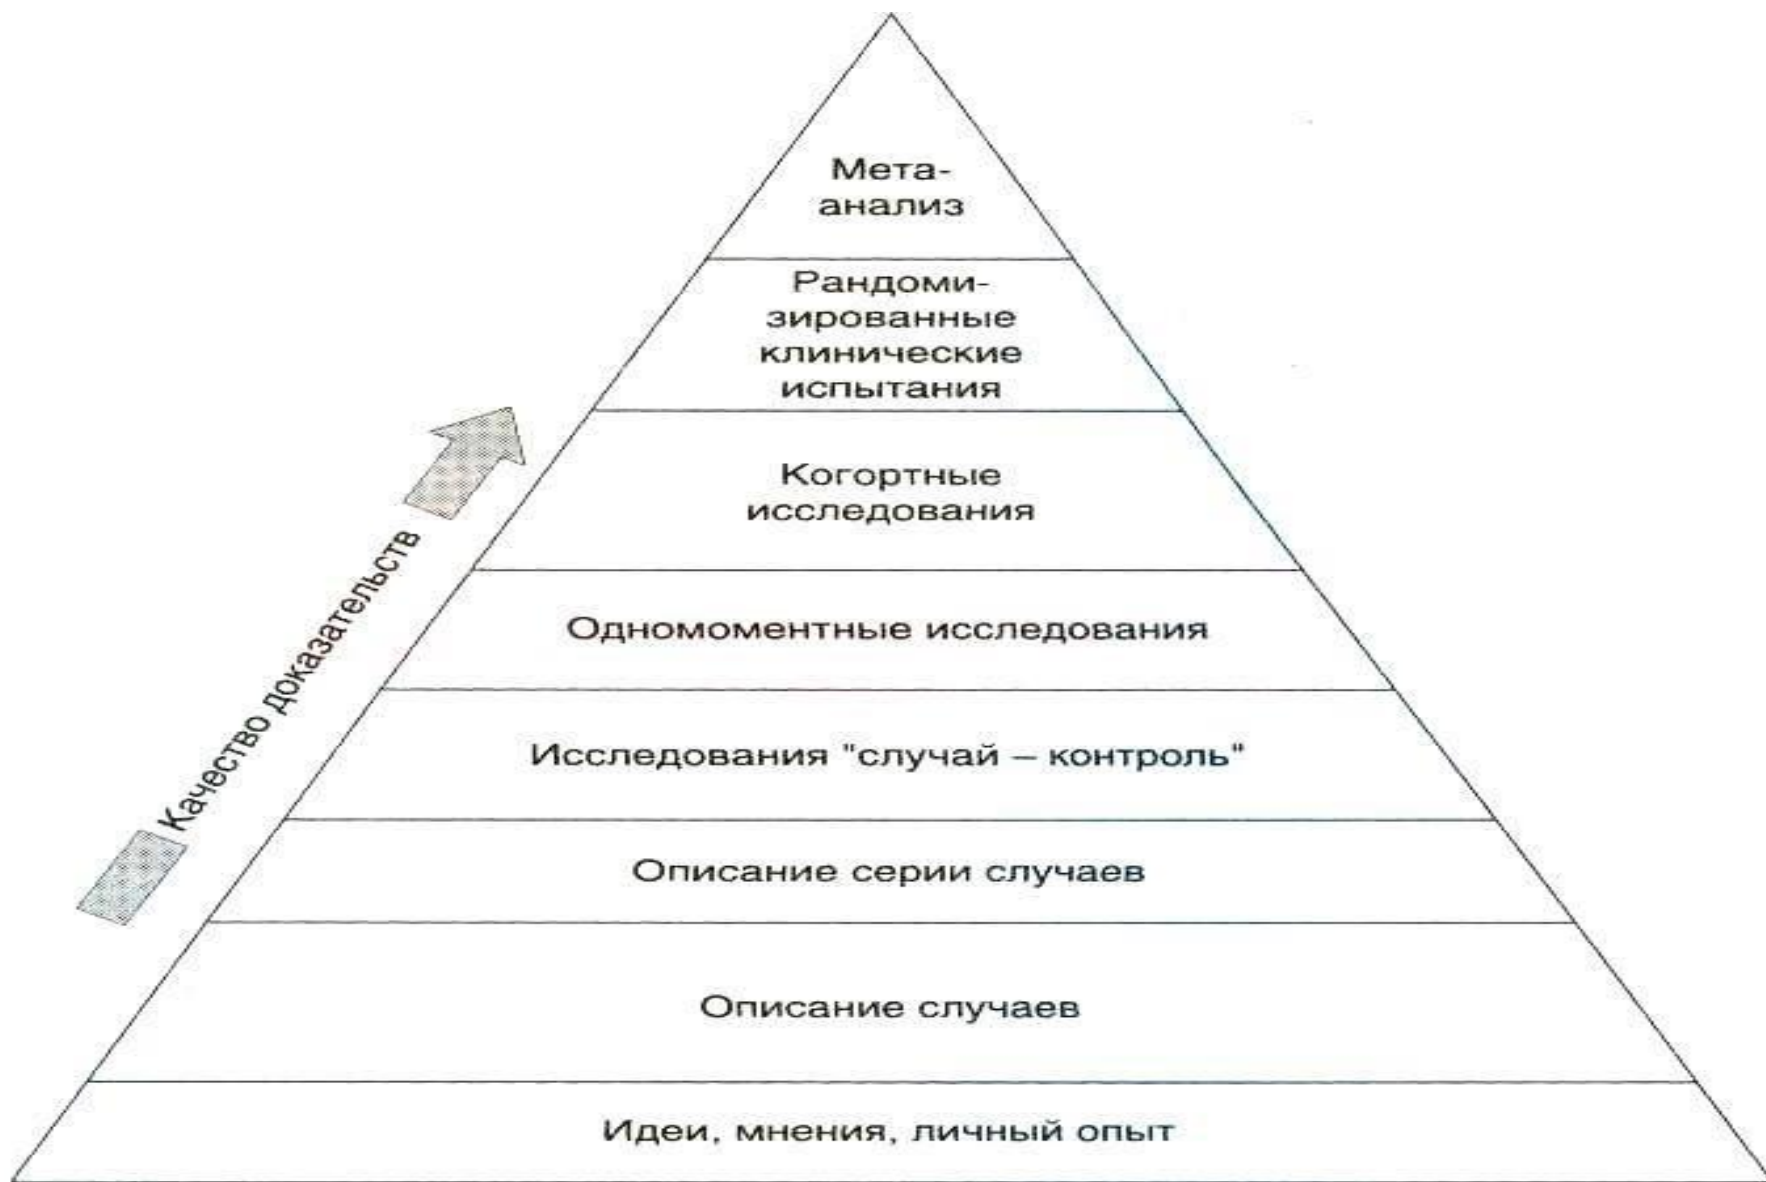 Мета-
анализ
Рандоми-
зированные
клинические
испытания
Когортные
исследования
Одномоментные исследования
Исследования "случай – контроль"
Описание серии случаев
Описание случаев
Идеи, мнения, личный опыт
Качество доказательств